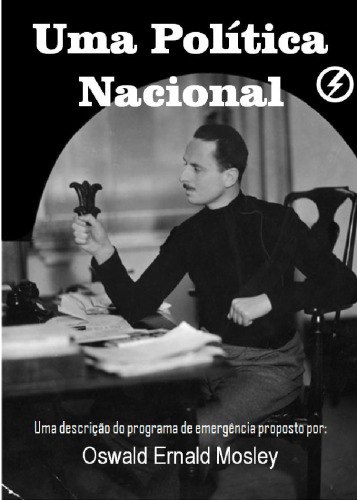 Uma Política
Nacional
Uma descrição do programa de emergência proposto por:
Oswald Ernald Mosley